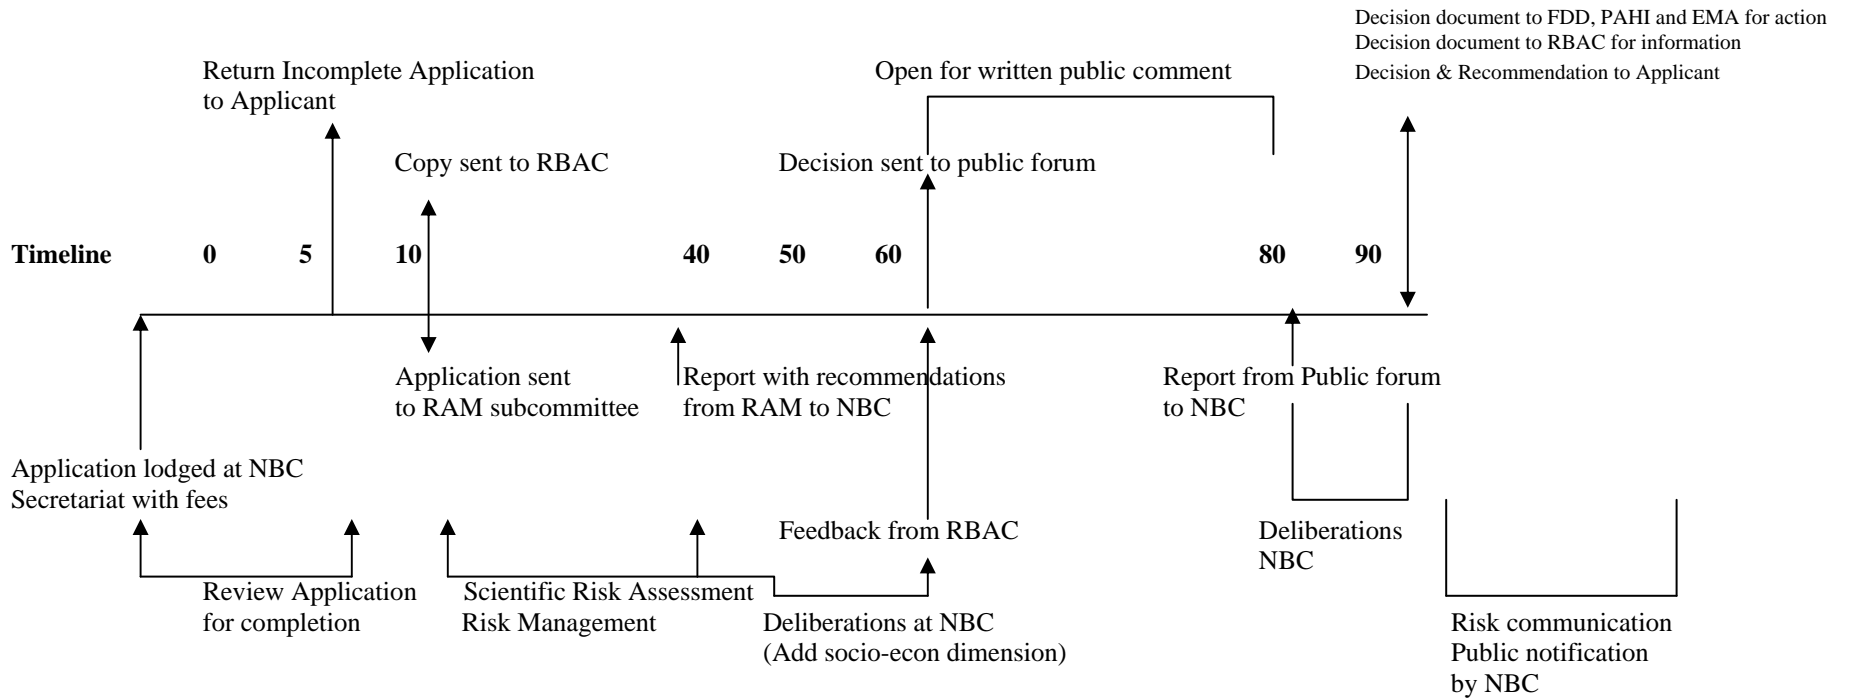 Decision document to FDD, PAHI and EMA for action
Decision document to RBAC for information
Decision & Recommendation to Applicant
Return Incomplete Application
to Applicant
Open for written public comment
Copy sent to RBAC
Decision sent to public forum
Timeline 0 5 10 40 50 60 80 90
Application sent
to RAM subcommittee
Report with recommendations
from RAM to NBC
Report from Public forum
to NBC
Application lodged at NBC
Secretariat with fees
Feedback from RBAC
Deliberations
NBC
Review Application
for completion
Scientific Risk Assessment
Risk Management
Deliberations at NBC
(Add socio-econ dimension)
Risk communication
Public notification
by NBC